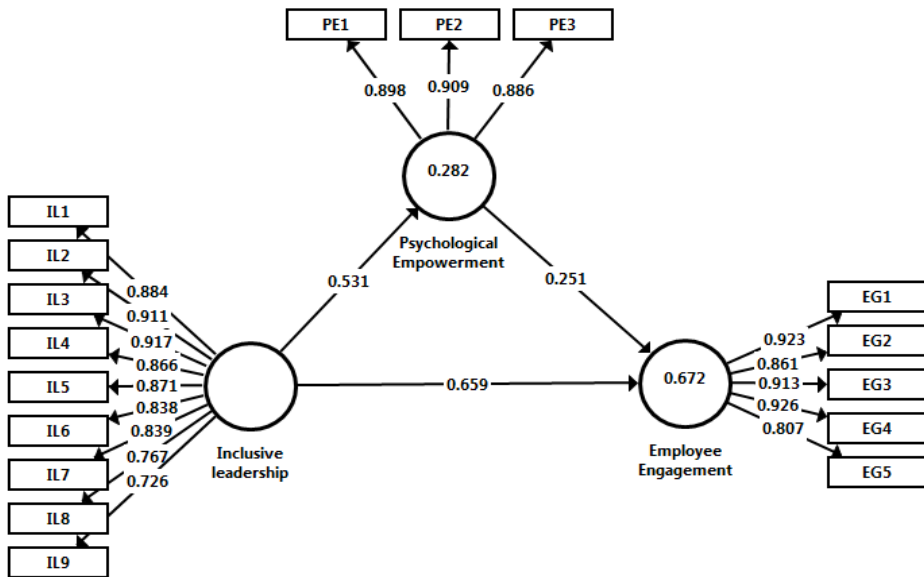 PE1 PE2 PE3
0.898 0.909 0.886
0.282
Psychological
Empowerment
IL1
IL2
IL3
IL4
IL5
IL6
IL7
IL8
IL9
0.884
0.911
0.917
0.866
0.871
0.838
0.839
0.767
0.726
Inclusive
leadership
0.531
0.251
0.659
0.672
Employee
Engagement
0.923
0.861
0.913
0.926
0.807
EG1
EG2
EG3
EG4
EG5